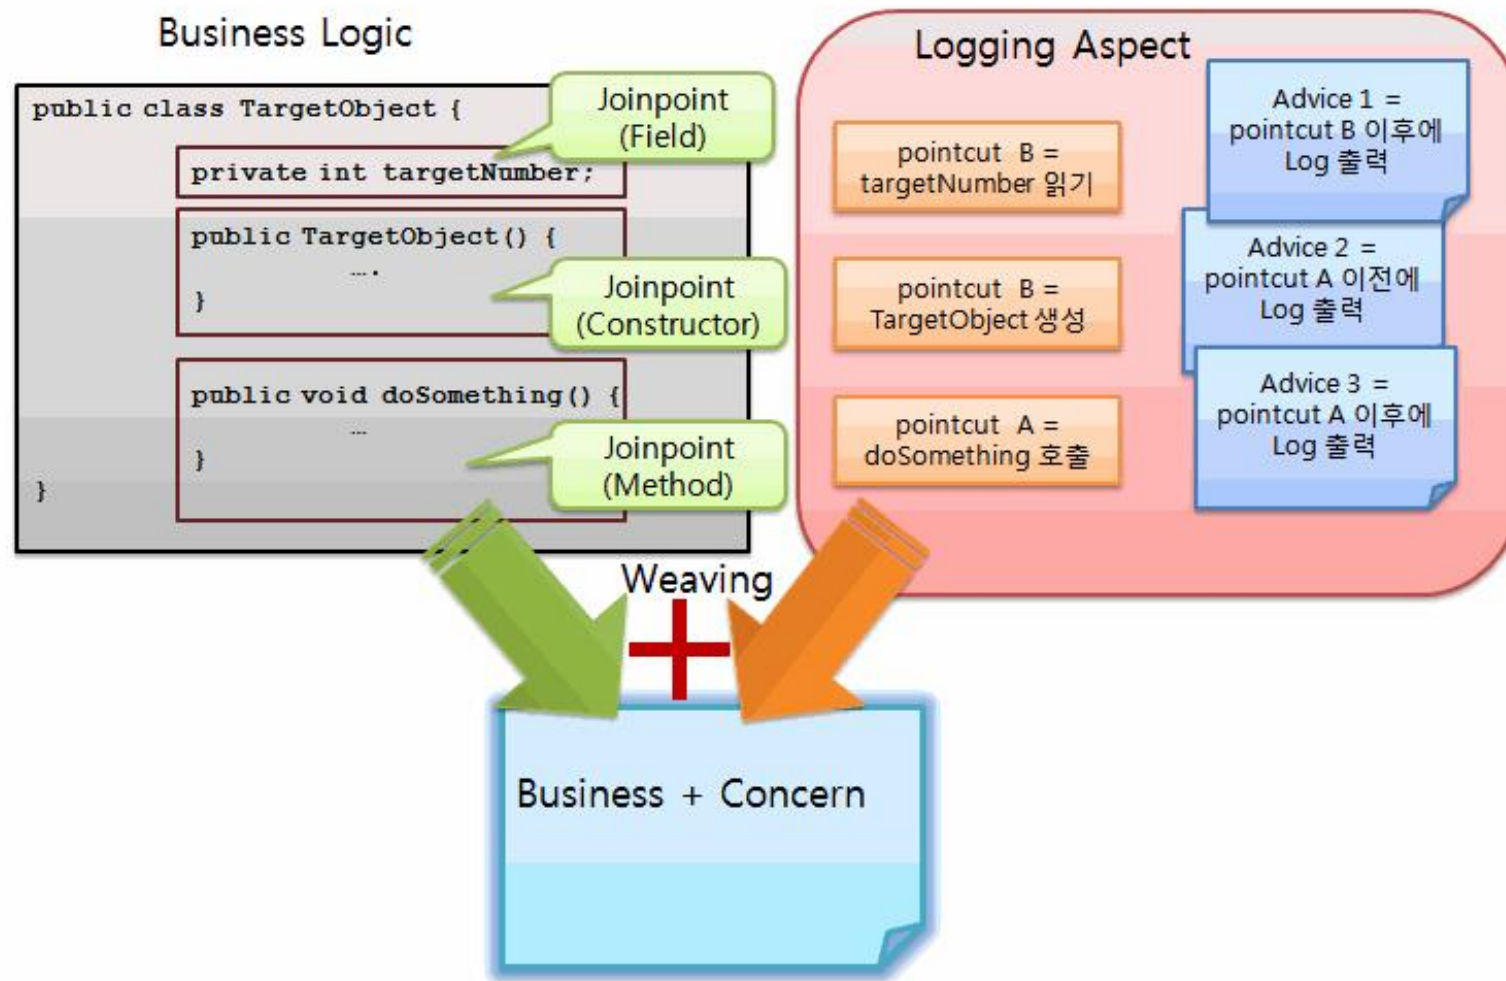 Business Logic
public class TargetObject {
private int targetNumber;
public TargetObject() {
….
}
public void doSomething() {
…
}
}
Joinpoint
(Field)
Joinpoint
(Constructor)
Joinpoint
(Method)
Logging Aspect
pointcut B =
targetNumber 읽기
pointcut B =
TargetObject 생성
pointcut A =
doSomething 호출
Advice 1 =
pointcut B 이후에
Log 출력
Advice 2 =
pointcut A 이전에
Log 출력
Advice 3 =
pointcut A 이후에
Log 출력
Weaving
Business + Concern